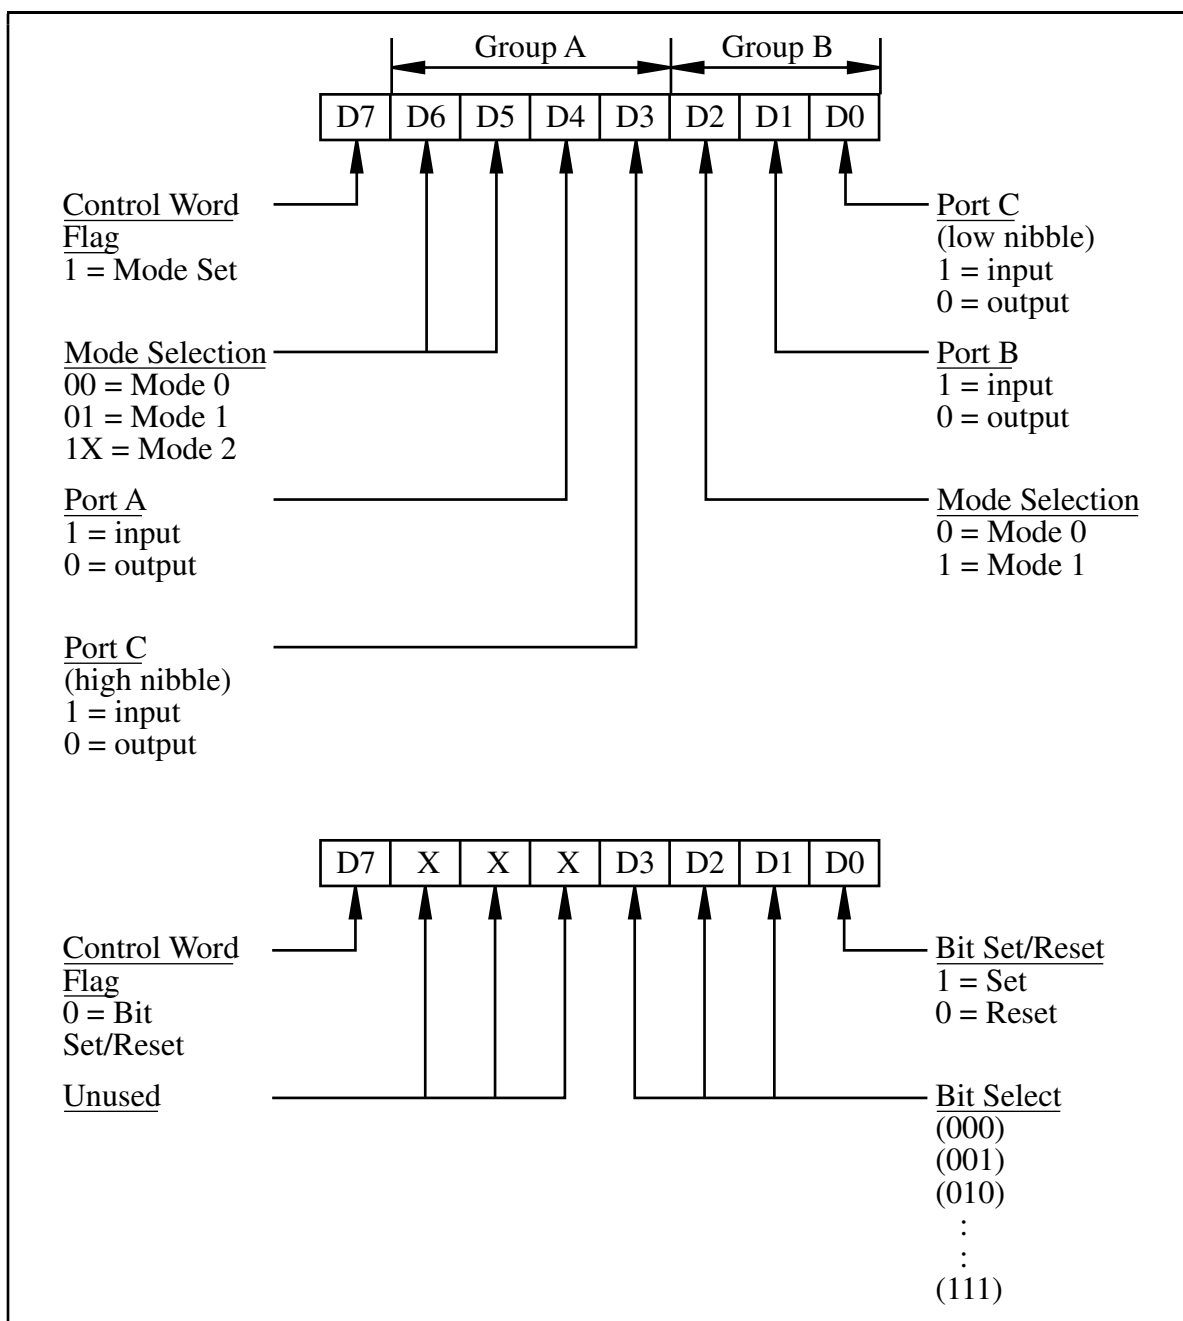 Group A
Group B
D7 D6 D5 D4 D3 D2 D1 D0
Control Word
Flag
1 = Mode Set
Port C
(low nibble)
1 = input
0 = output
Mode Selection
00 = Mode 0
01 = Mode 1
1X = Mode 2
Port B
1 = input
0 = output
Port A
1 = input
0 = output
Mode Selection
0 = Mode 0
1 = Mode 1
Port C
(high nibble)
1 = input
0 = output
D7 X X X D3 D2 D1 D0
Control Word
Flag
0 = Bit
Set/Reset
Bit Set/Reset
1 = Set
0 = Reset
Unused
Bit Select
(000)
(001)
(010)
:
:
(111)